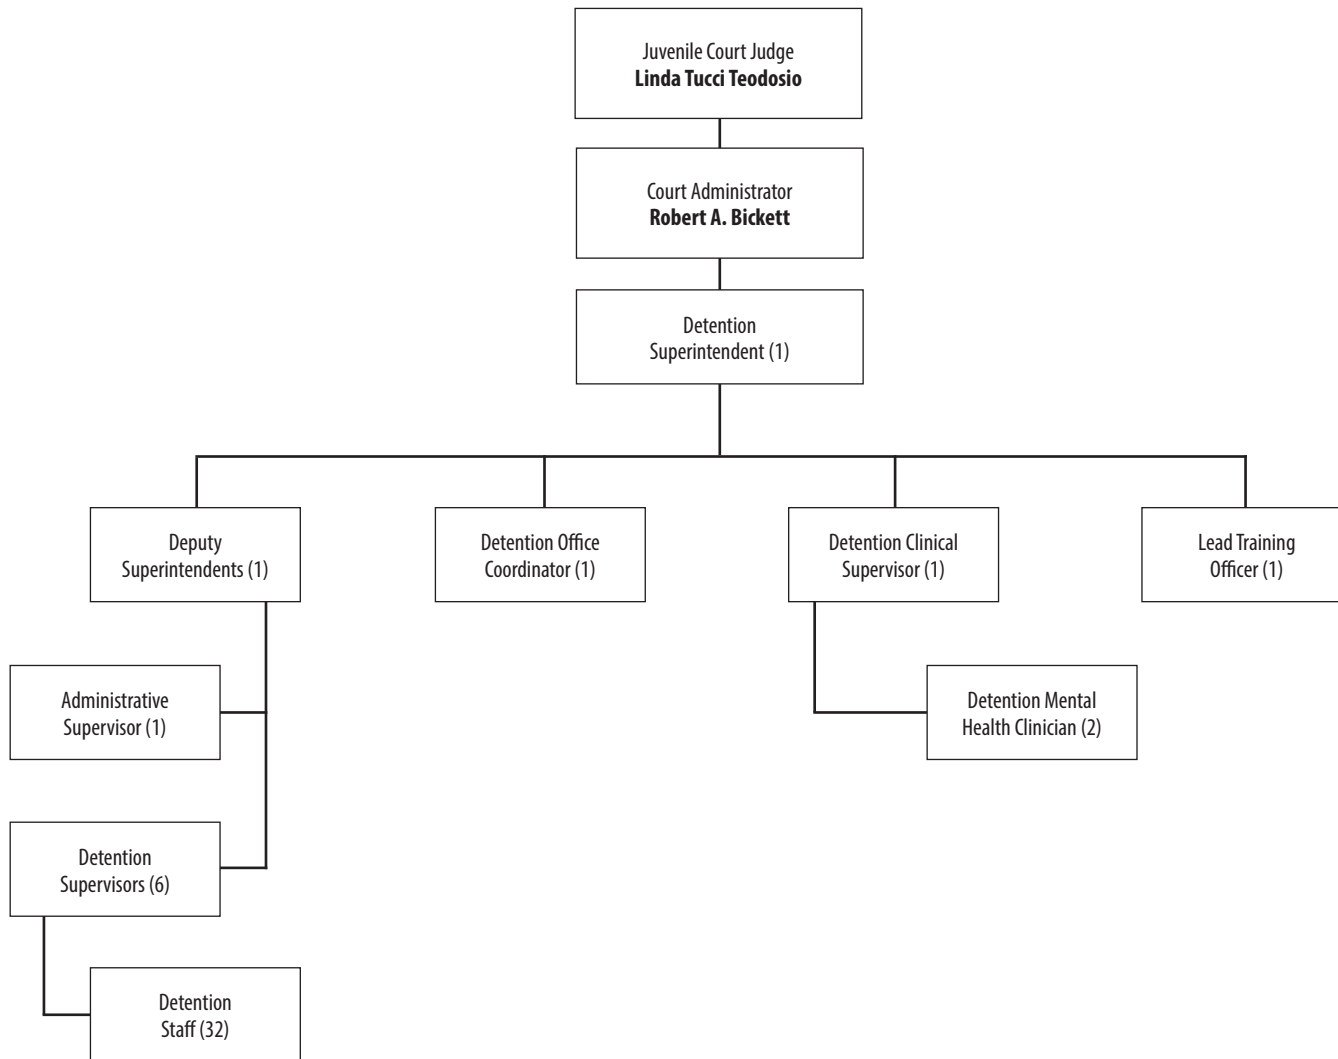 Juvenile Court Judge
Linda Tucci Teodosio
Court Administrator
Robert A. Bickett
Detention
Superintendent (1)
Deputy
Superintendents (1)
Detention Office
Coordinator (1)
Detention Clinical
Supervisor (1)
Lead Training
Officer (1)
Administrative
Supervisor (1)
Detention Mental
Health Clinician (2)
Detention
Supervisors (6)
Detention
Staff (32)